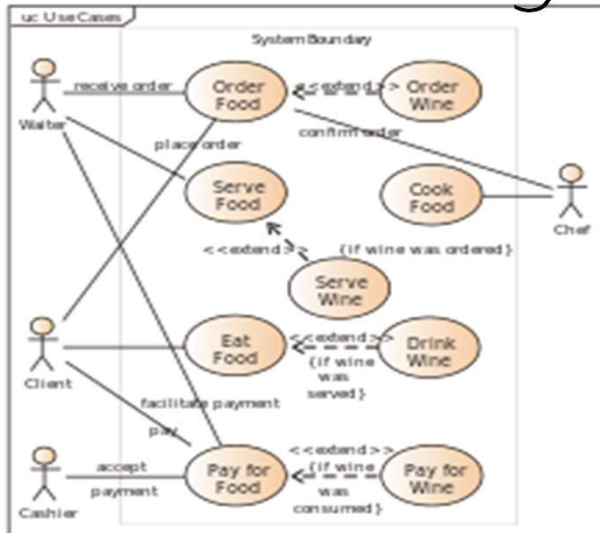 uc UseCases
System Boundary
Waiter
receive order
Order
Food
<<extend>>
Order
Wine
confirm order
place order
Serve
Food
Cook
Food
Chef
<<extend>>
{if wine was ordered}
Serve
Wine
Client
Eat
Food
<<extend>>
{if wine
was
served}
Drink
Wine
facilitate payment
pay
Cashier
accept
payment
Pay for
Food
<<extend>>
{if wine
was
consumed}
Pay for
Wine